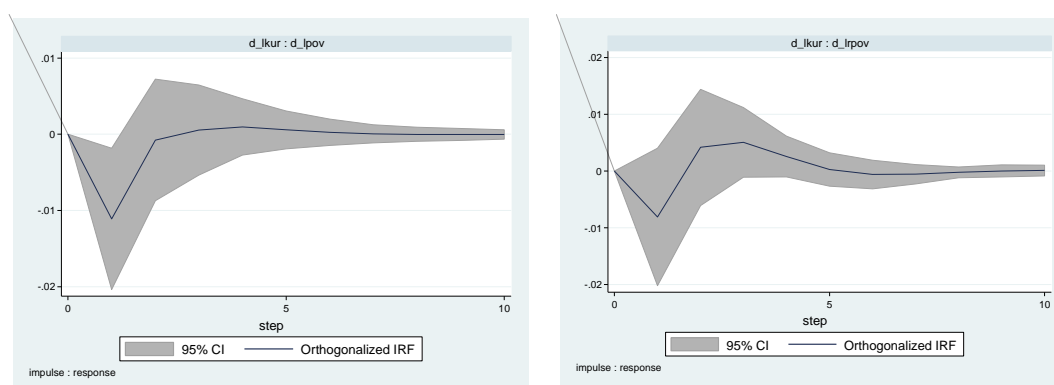 d_lkur : d_lpov
.01
0
-.01
-.02
0 5 10
step
95% CI Orthogonalized IRF
impulse : response
d_lkur : d_lrpov
.02
.01
0
-.01
-.02
0 5 10
step
95% CI Orthogonalized IRF
impulse : response